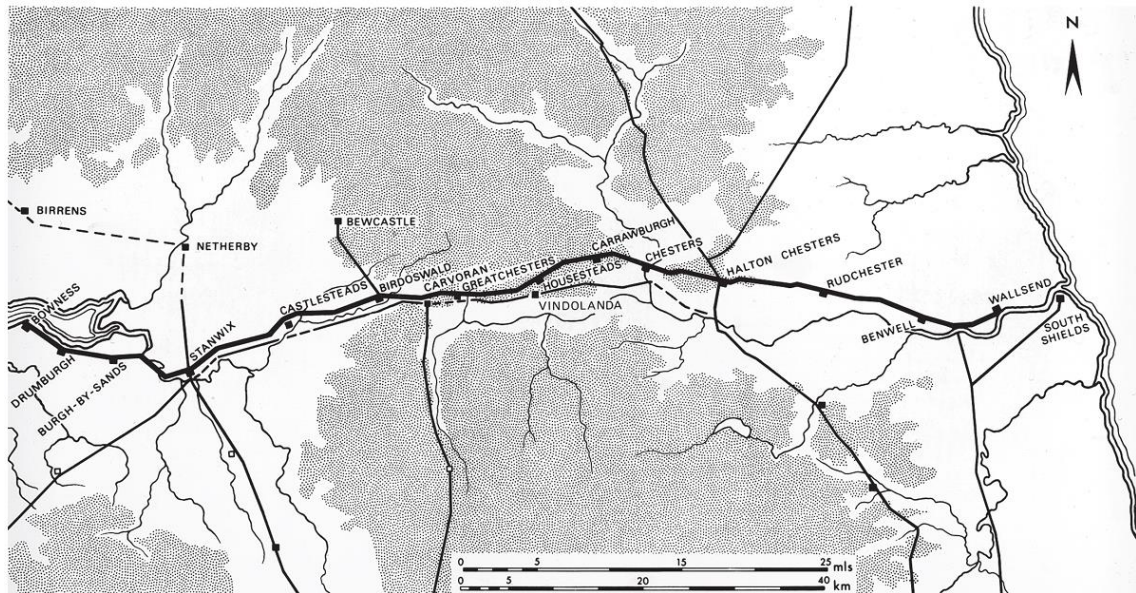 N
BIRRENS
NETHERBY
BEWCASTLE
BOWNESS
DRUMBURGH
BURGH-BY-SANDS
STANWIX
CASTLESTEADS
BIRDOSWALD
CARVORAN
GREATCHESTERS
HOUSESTEADS
VINDOLANDA
CARRAWBURGH
CHESTERS
HALTON CHESTERS
RUDCHESTER
BENWELL
WALLSEND
SOUTH
SHIELDS
0 5 15 25 mls
0 5 20 40 km